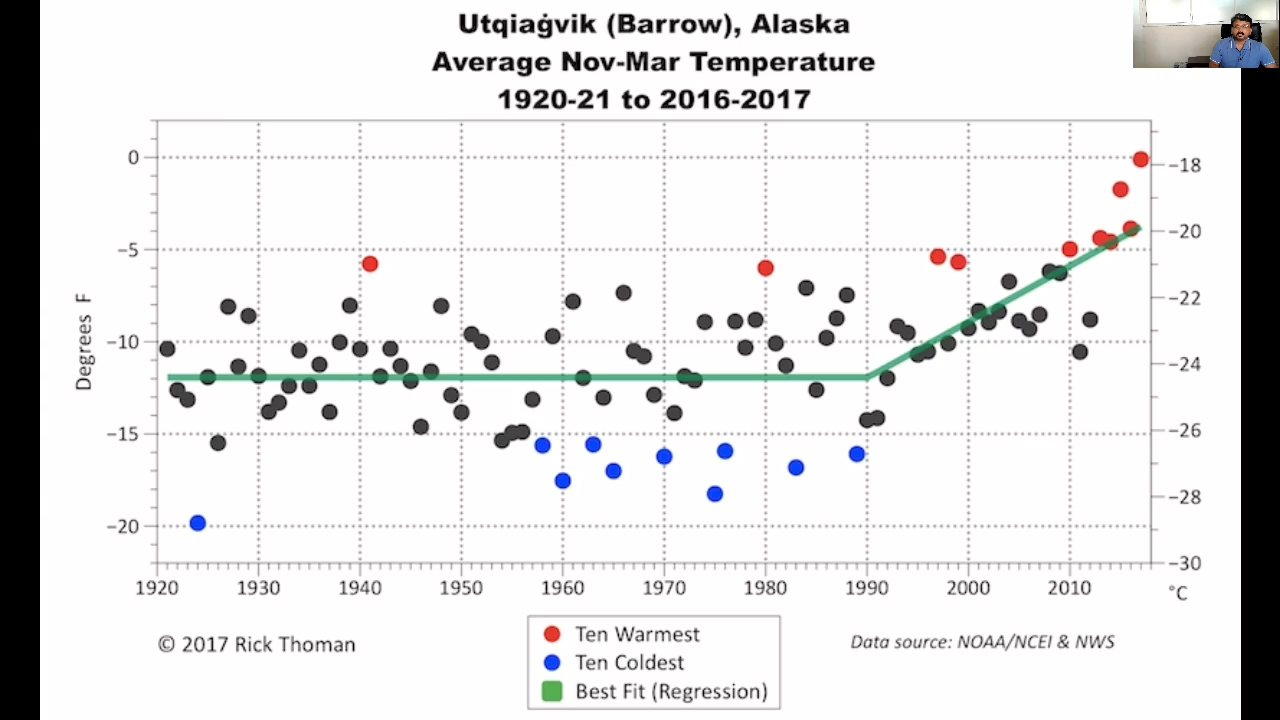 Utqiaġvik (Barrow), Alaska
Average Nov-Mar Temperature
1920-21 to 2016-2017
Degrees F
0
−5
−10
−15
−20
−18
−20
−22
−24
−26
−28
−30
1920 1930 1940 1950 1960 1970 1980 1990 2000 2010 °C
© 2017 Rick Thoman
Ten Warmest
Ten Coldest
Best Fit (Regression)
Data source: NOAA/NCEI & NWS